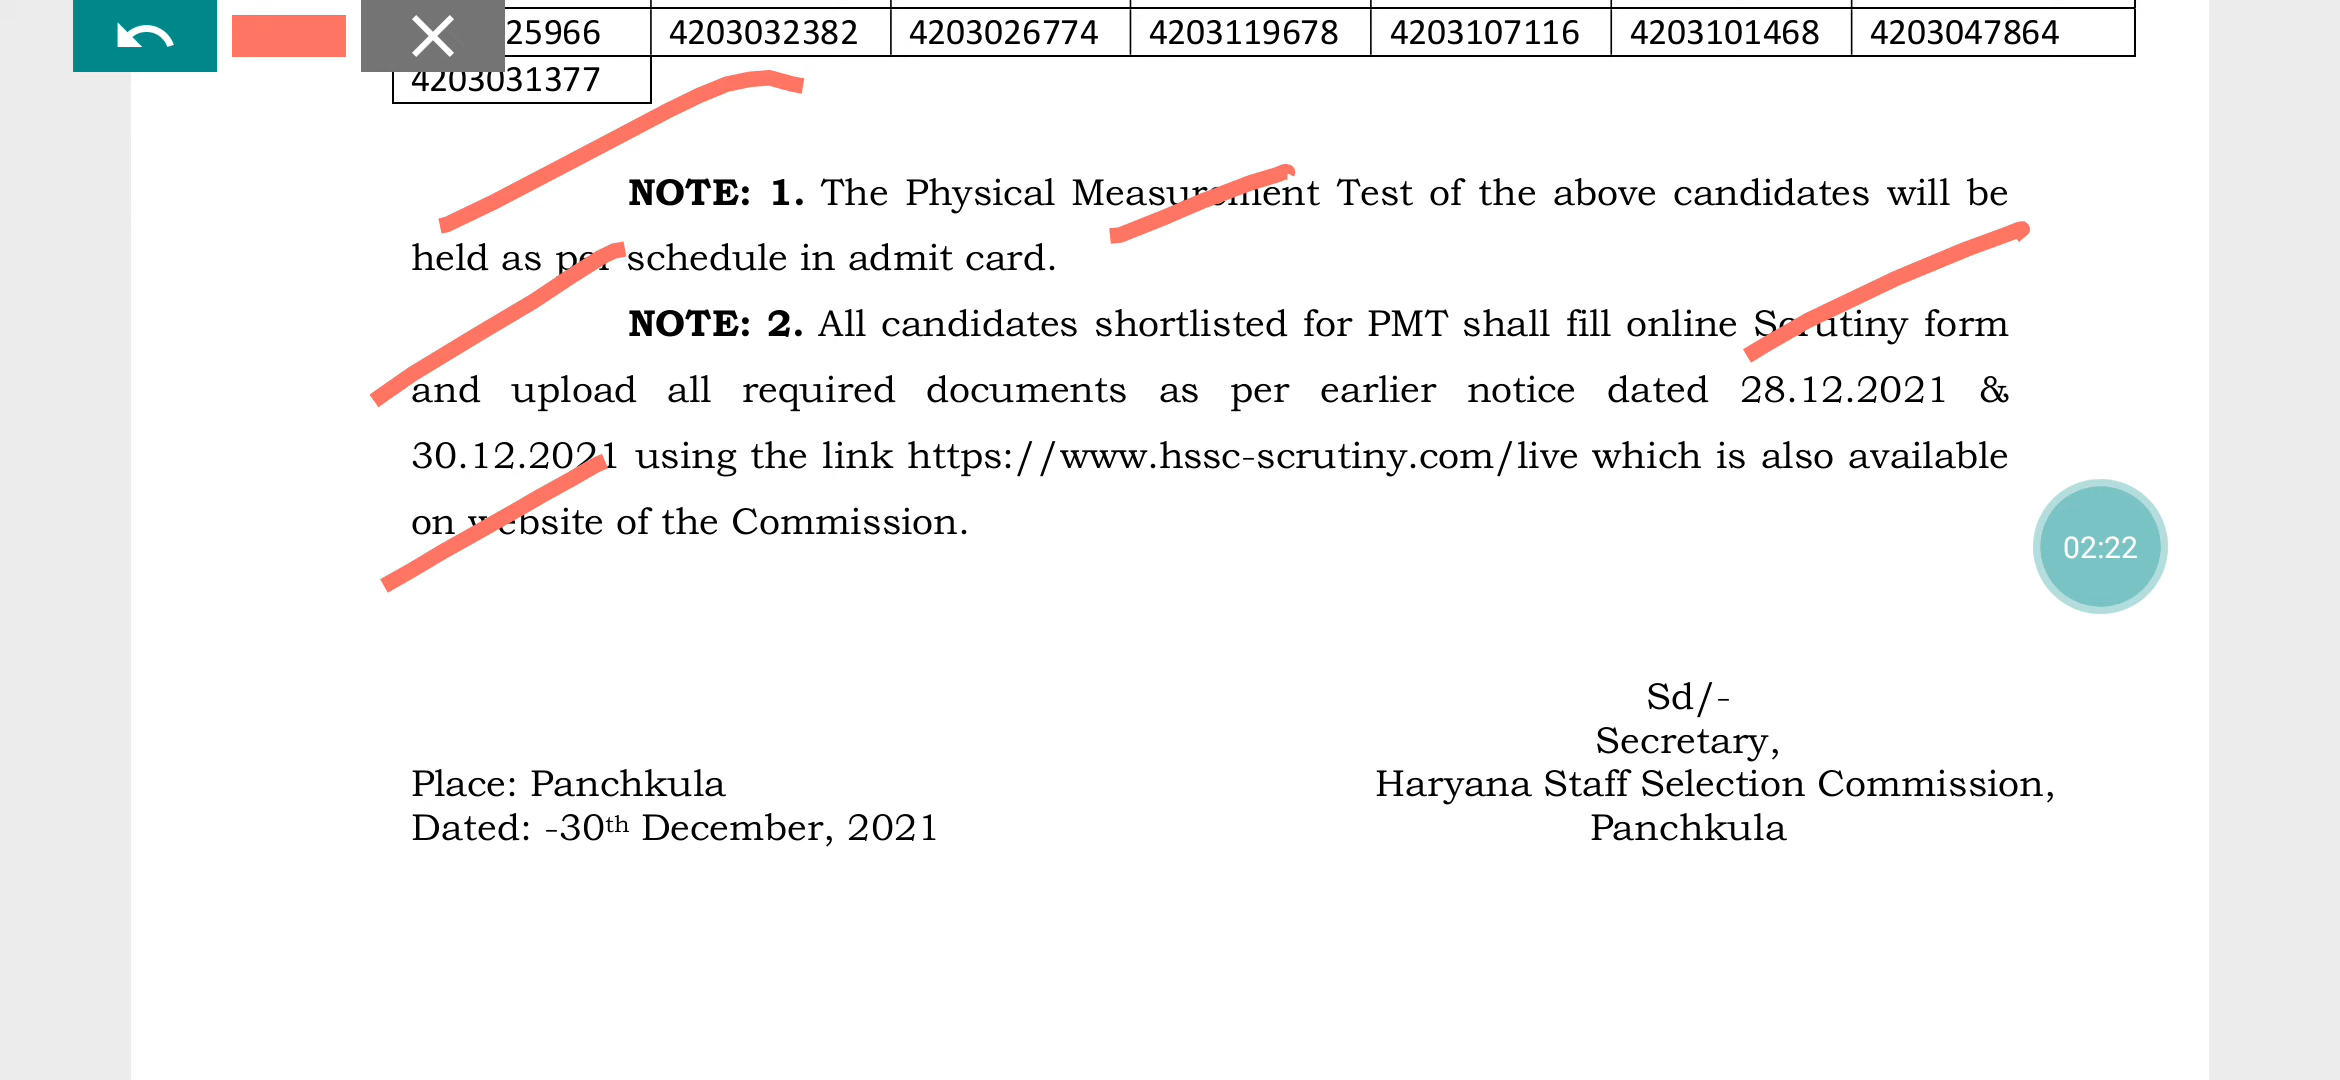 25966 4203032382 4203026774 4203119678 4203107116 4203101468 4203047864
4203031377
NOTE: 1. The Physical Measurement Test of the above candidates will be
held as per schedule in admit card.
NOTE: 2. All candidates shortlisted for PMT shall fill online Scrutiny form
and upload all required documents as per earlier notice dated 28.12.2021 &
30.12.2021 using the link https://www.hssc-scrutiny.com/live which is also available
on website of the Commission.
02:22
Sd/-
Secretary,
Place: Panchkula Haryana Staff Selection Commission,
Dated: -30th December, 2021 Panchkula